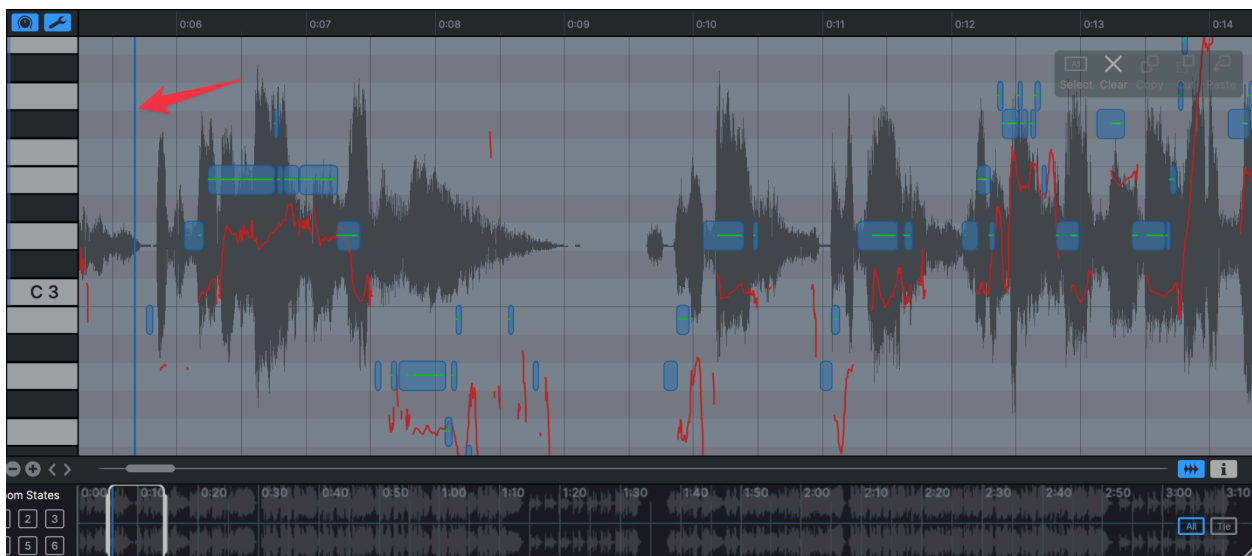 0:06 0:07 0:08 0:09 0:10 0:11 0:12 0:13 0:14
All
Select Clear Copy Cut Paste
C 3
i
om States 0:00 0:10 0:20 0:30 0:40 0:50 1:00 1:10 1:20 1:30 1:40 1:50 2:00 2:10 2:20 2:30 2:40 2:50 3:00 3:10
2 3
All Tie
5 6